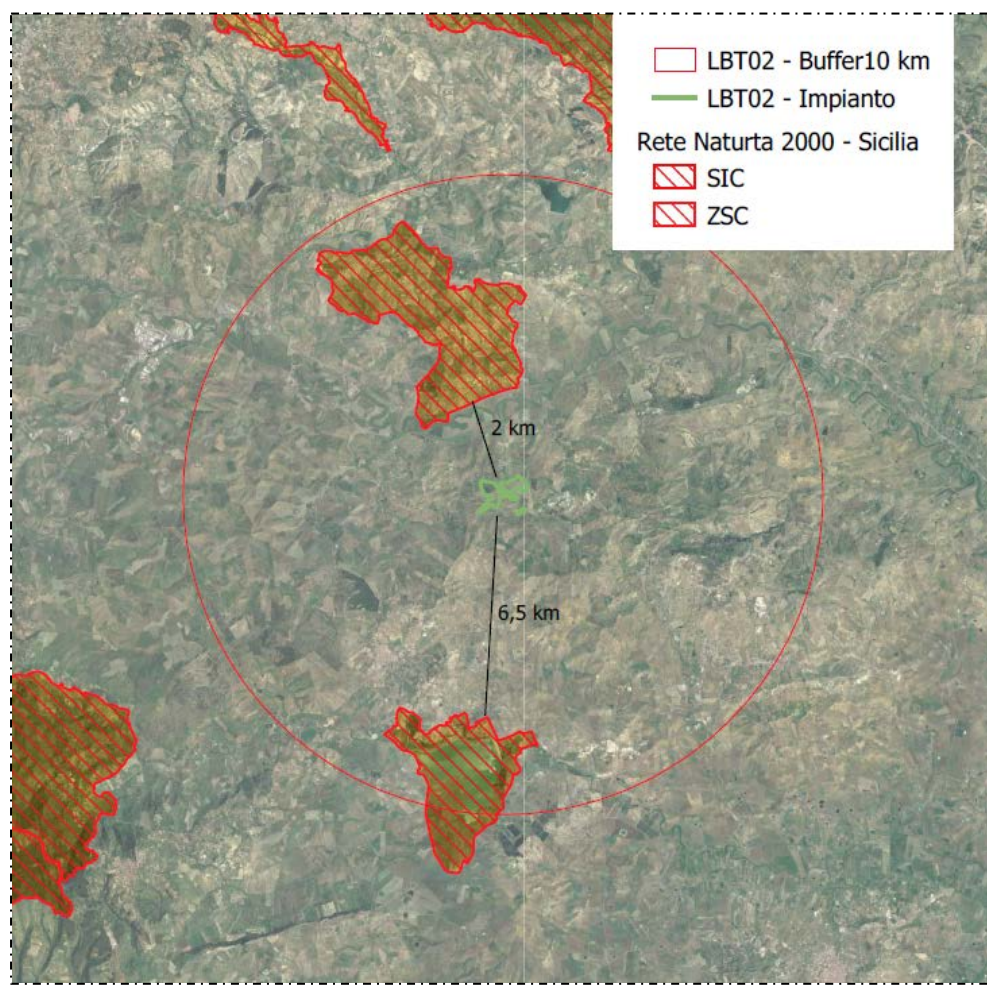 LBT02 - Buffer10 km
LBT02 - Impianto
Rete Naturta 2000 - Sicilia
SIC
ZSC
2 km
6,5 km